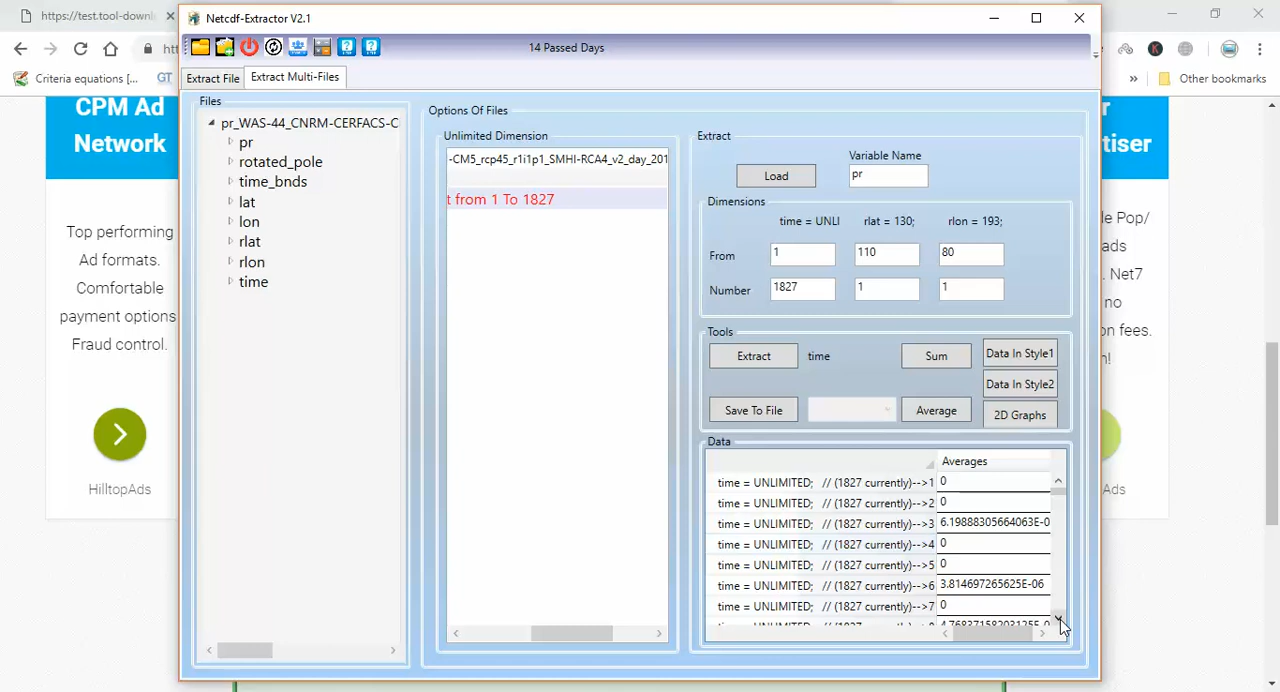 https://test.tool-downl
Netcdf-Extractor V2.1
14 Passed Days
Criteria equations [...
GT
K
»
Other bookmarks
Extract File
Extract Multi-Files
CPM Ad
Network
Top performing
Ad formats.
Comfortable
payment options
Fraud control.
HilltopAds
Files
pr_WAS-44_CNRM-CERFACS-C
pr
rotated_pole
time_bnds
lat
lon
rlat
rlon
time
Options Of Files
Unlimited Dimension
-CM5_rcp45_r1i1p1_SMHI-RCA4_v2_day_201
t from 1 To 1827
Extract
Load
Variable Name
pr
Dimensions
time = UNLI
rlat = 130;
rlon = 193;
From
1
110
80
Number
1827
1
1
Tools
Extract
time
Sum
Data In Style1
Data In Style2
Save To File
Average
2D Graphs
Data
Averages
time = UNLIMITED; // (1827 currently)-->1 0
time = UNLIMITED; // (1827 currently)-->2 0
time = UNLIMITED; // (1827 currently)-->3 6.19888305664063E-0
time = UNLIMITED; // (1827 currently)-->4 0
time = UNLIMITED; // (1827 currently)-->5 0
time = UNLIMITED; // (1827 currently)-->6 3.814697265625E-06
time = UNLIMITED; // (1827 currently)-->7 0
tiser
le Pop/
ads
. Net7
no
on fees.
m!
Ads